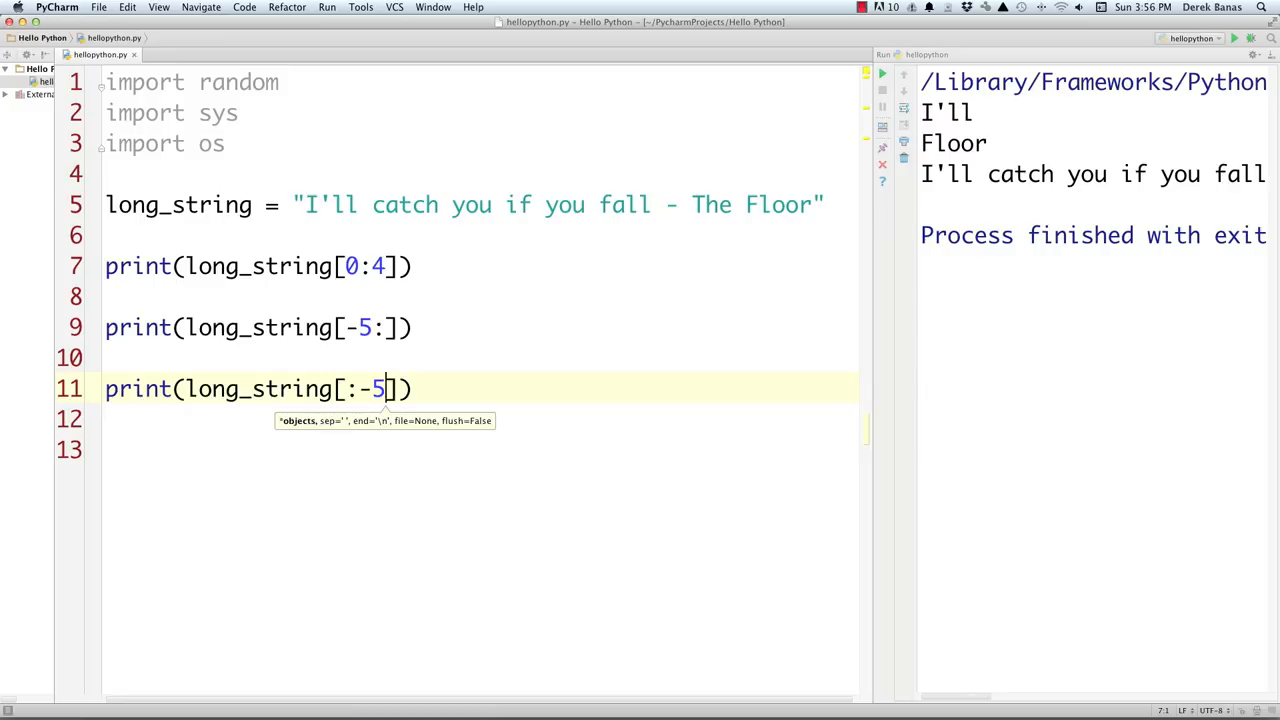 PyCharm File Edit View Navigate Code Refactor Tools Run VCS Window Help 10 Sun 3:56 PM Derek Banas
hellopython.py - Hello Python - [~/PycharmProjects/Hello Python]
Hello Python hellopython.py hellopython
hellopython.py Run hellopython
Hello P
hell
Externa
1 import random
2 import sys
3 import os
4
5 long_string = "I'll catch you if you fall - The Floor"
6
7 print(long_string[0:4])
8
9 print(long_string[-5:])
10
11 print(long_string[:-5])
*objects, sep=' ', end='\n', file=None, flush=False
12
13
/Library/Frameworks/Python
I'll
Floor
I'll catch you if you fall
Process finished with exit
7:1 LF UTF-8